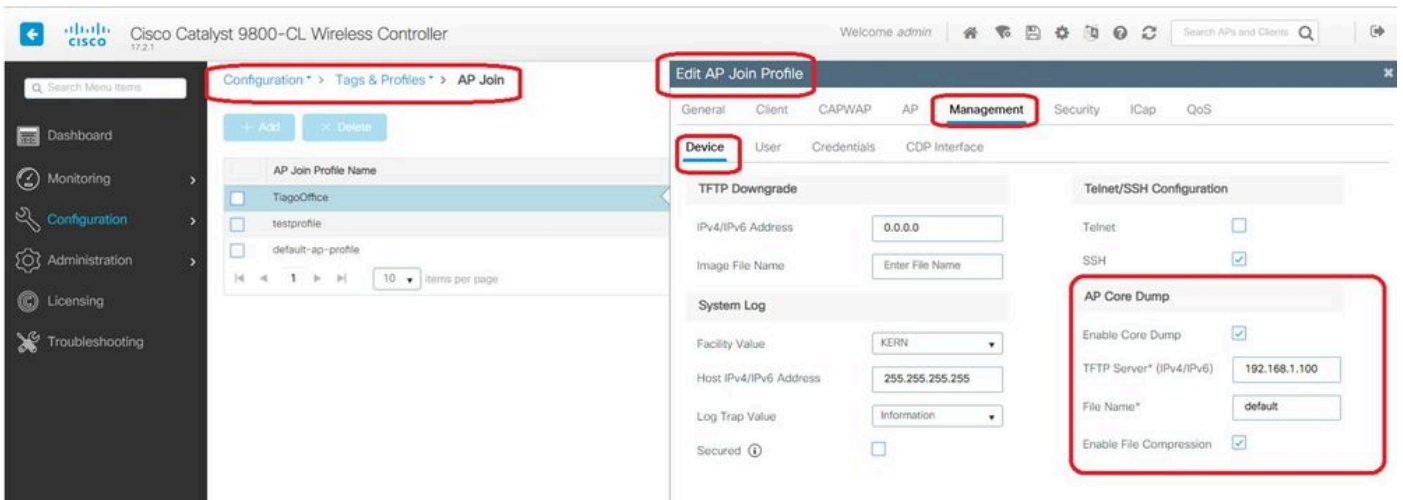 CISCO
Cisco Catalyst 9800-CL Wireless Controller
17.2.1
Welcome admin
Search APs and Clients
Search Menu Items
Dashboard
Monitoring
Configuration
Administration
Licensing
Troubleshooting
Configuration > Tags & Profiles > AP Join
+ Add
× Delete
AP Join Profile Name
TiagoOffice
testprofile
default-ap-profile
1
10 items per page
Edit AP Join Profile
General Client CAPWAP AP Management Security ICap QoS
Device User Credentials CDP Interface
TFTP Downgrade
IPv4/IPv6 Address 0.0.0.0
Image File Name Enter File Name
System Log
Facility Value KERN
Host IPv4/IPv6 Address 255.255.255.255
Log Trap Value Information
Secured
Telnet/SSH Configuration
Telnet
SSH
AP Core Dump
Enable Core Dump
TFTP Server* (IPv4/IPv6) 192.168.1.100
File Name* default
Enable File Compression